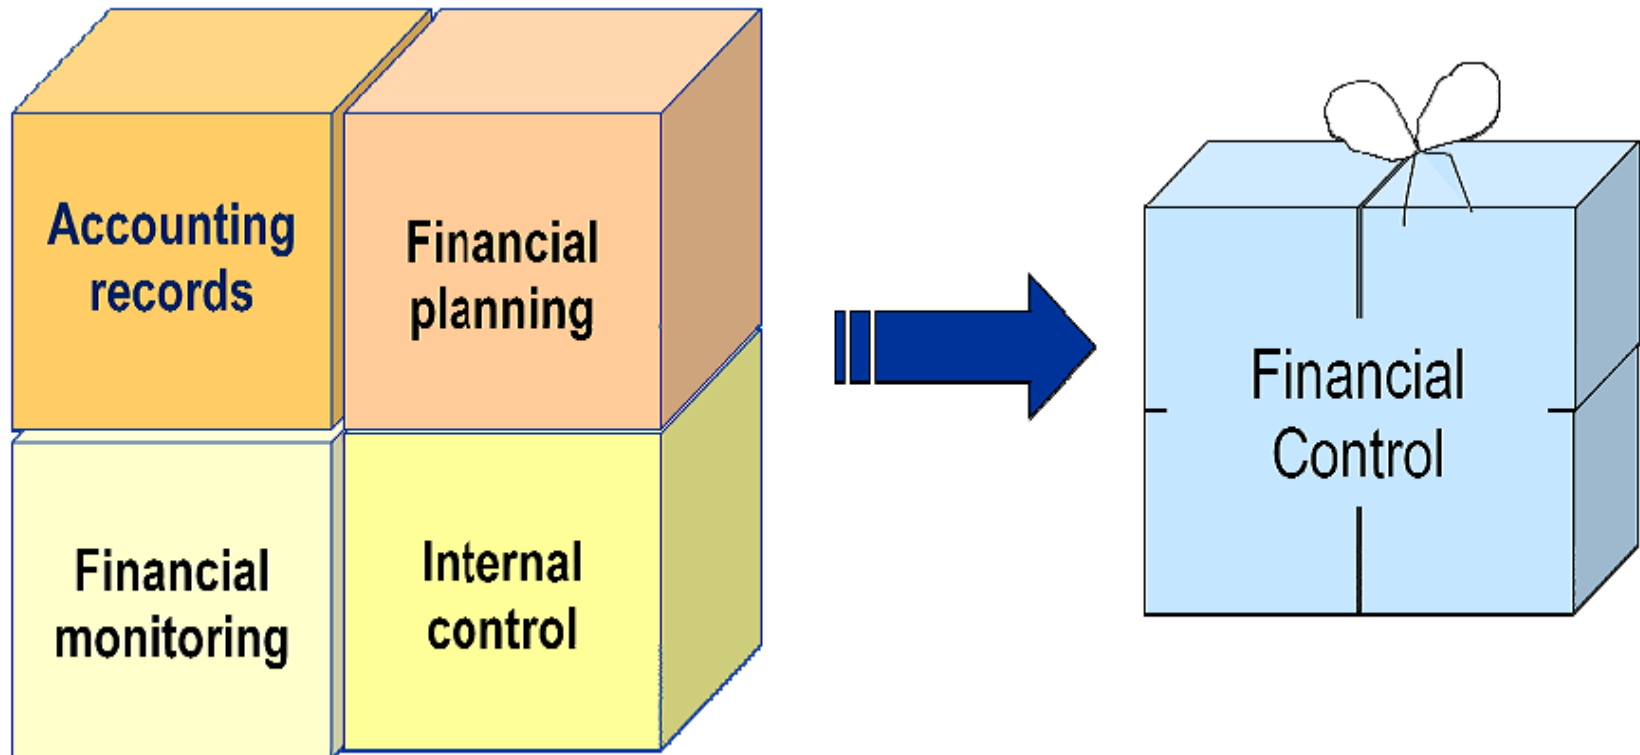 Accounting
records
Financial
planning
Financial
monitoring
Internal
control
Financial
Control